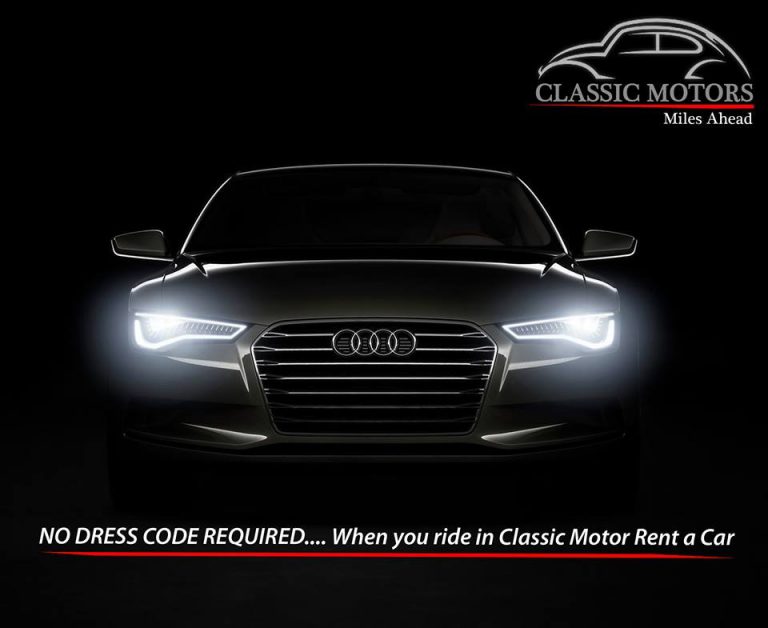 CLASSIC MOTORS
Miles Ahead
NO DRESS CODE REQUIRED.... When you ride in Classic Motor Rent a Car